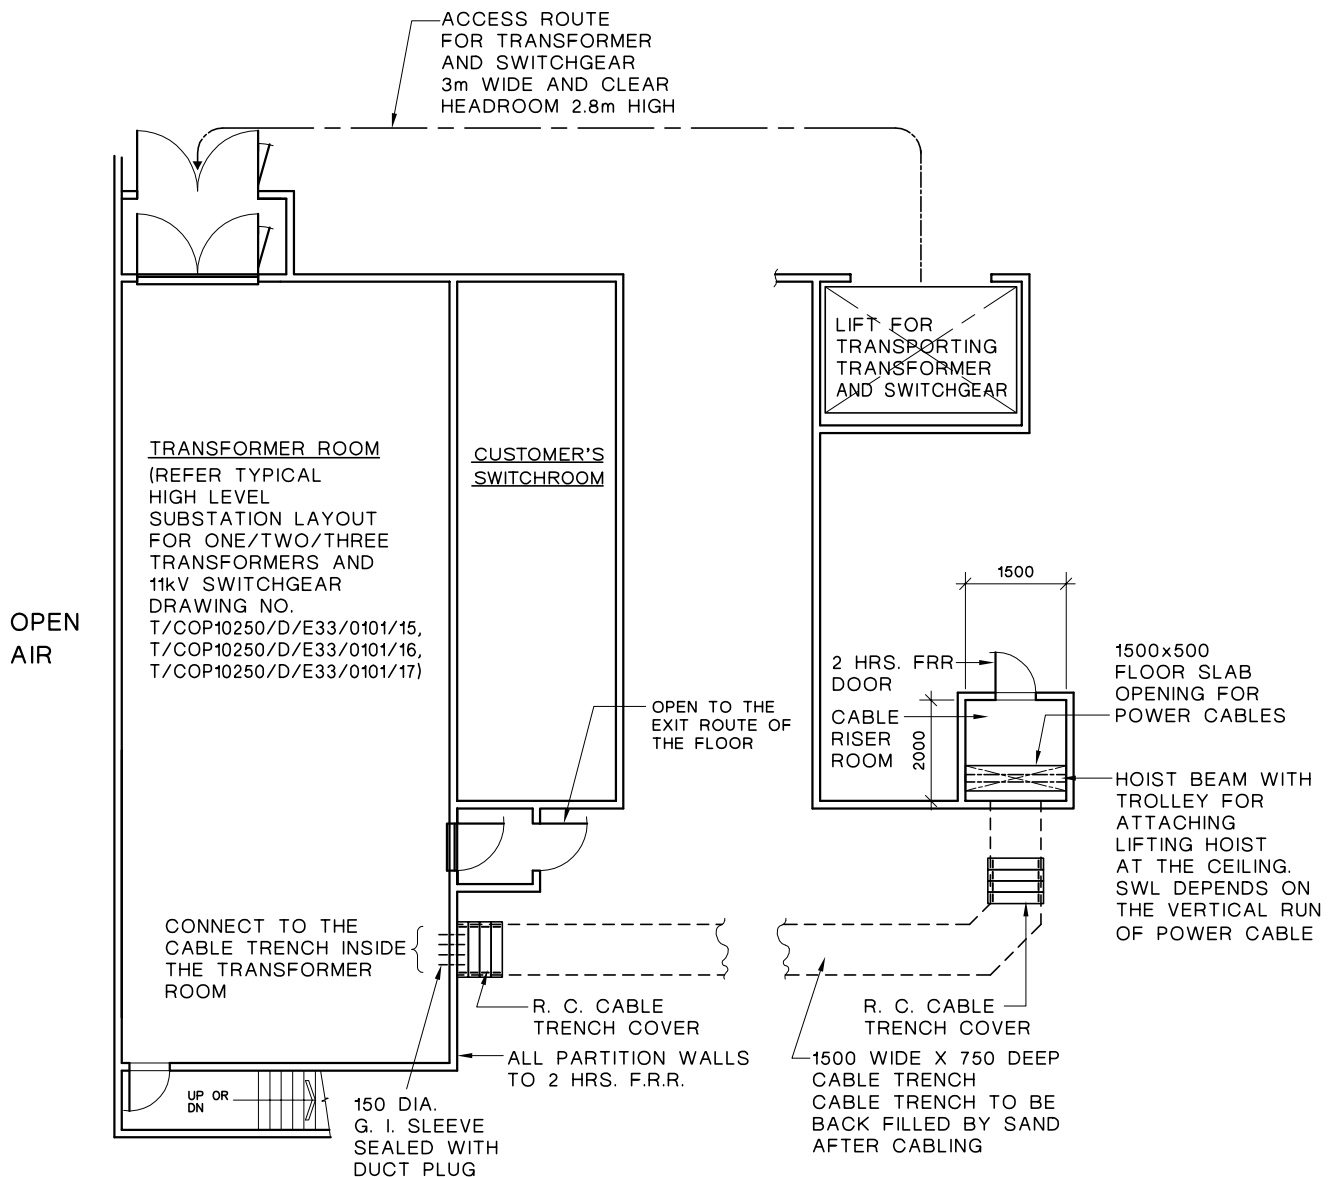 ACCESS ROUTE
FOR TRANSFORMER
AND SWITCHGEAR
3m WIDE AND CLEAR
HEADROOM 2.8m HIGH
LIFT FOR
TRANSPORTING
TRANSFORMER
AND SWITCHGEAR
TRANSFORMER ROOM
(REFER TYPICAL
HIGH LEVEL
SUBSTATION LAYOUT
FOR ONE/TWO/THREE
TRANSFORMERS AND
11kV SWITCHGEAR
DRAWING NO.
T/COP10250/D/E33/0101/15,
T/COP10250/D/E33/0101/16,
T/COP10250/D/E33/0101/17)
CUSTOMER'S
SWITCHROOM
OPEN
AIR
1500
2 HRS. FRR
DOOR
CABLE
RISER
ROOM
2000
1500x500
FLOOR SLAB
OPENING FOR
POWER CABLES
OPEN TO THE
EXIT ROUTE OF
THE FLOOR
HOIST BEAM WITH
TROLLEY FOR
ATTACHING
LIFTING HOIST
AT THE CEILING.
SWL DEPENDS ON
THE VERTICAL RUN
OF POWER CABLE
CONNECT TO THE
CABLE TRENCH INSIDE
THE TRANSFORMER
ROOM
R. C. CABLE
TRENCH COVER
R. C. CABLE
TRENCH COVER
ALL PARTITION WALLS
TO 2 HRS. F.R.R.
1500 WIDE X 750 DEEP
CABLE TRENCH
CABLE TRENCH TO BE
BACK FILLED BY SAND
AFTER CABLING
UP OR
DN
150 DIA.
G. I. SLEEVE
SEALED WITH
DUCT PLUG